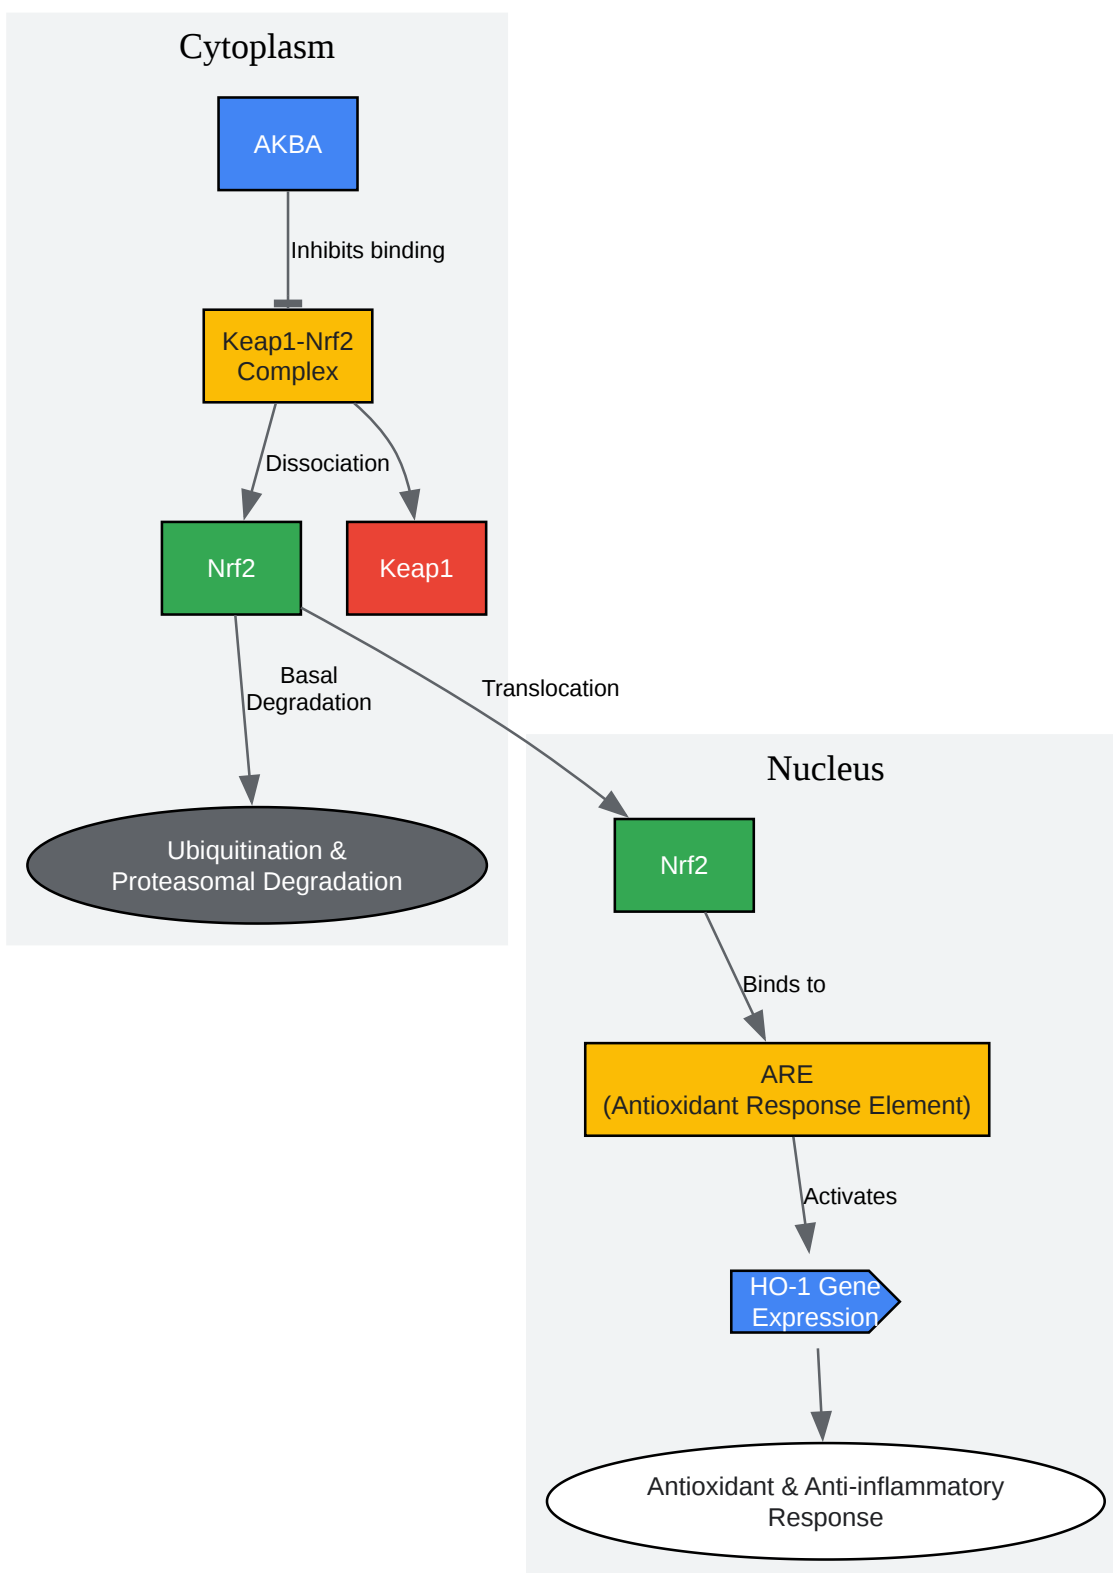 Cytoplasm
AKBA
Inhibits binding
Keap1-Nrf2
Complex
Dissociation
Nrf2
Keap1
Basal
Degradation
Translocation
Ubiquitination &
Proteasomal Degradation
Nucleus
Nrf2
Binds to
ARE
(Antioxidant Response Element)
Activates
HO-1 Gene
Expression
Antioxidant & Anti-inflammatory
Response